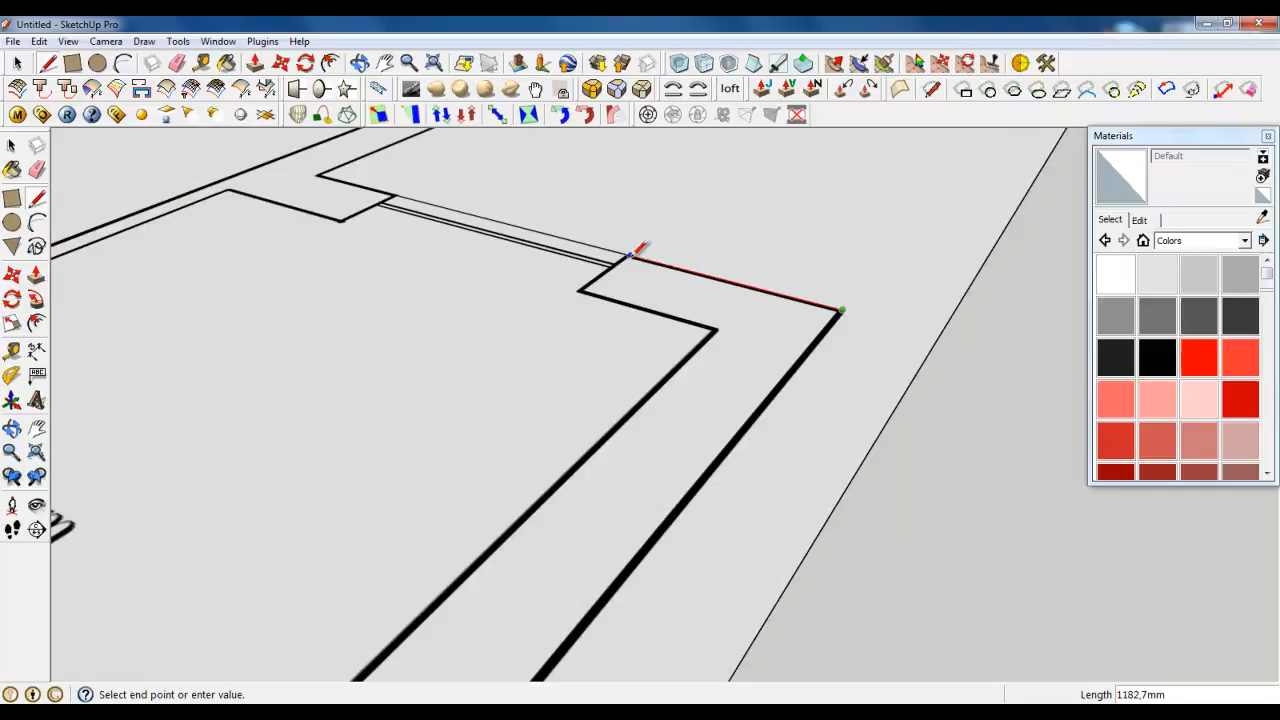 Untitled - SketchUp Pro
File Edit View Camera Draw Tools Window Plugins Help
loft
Materials
Default
Select Edit
Colors
ABC
Select end point or enter value.
Length 1182,7mm